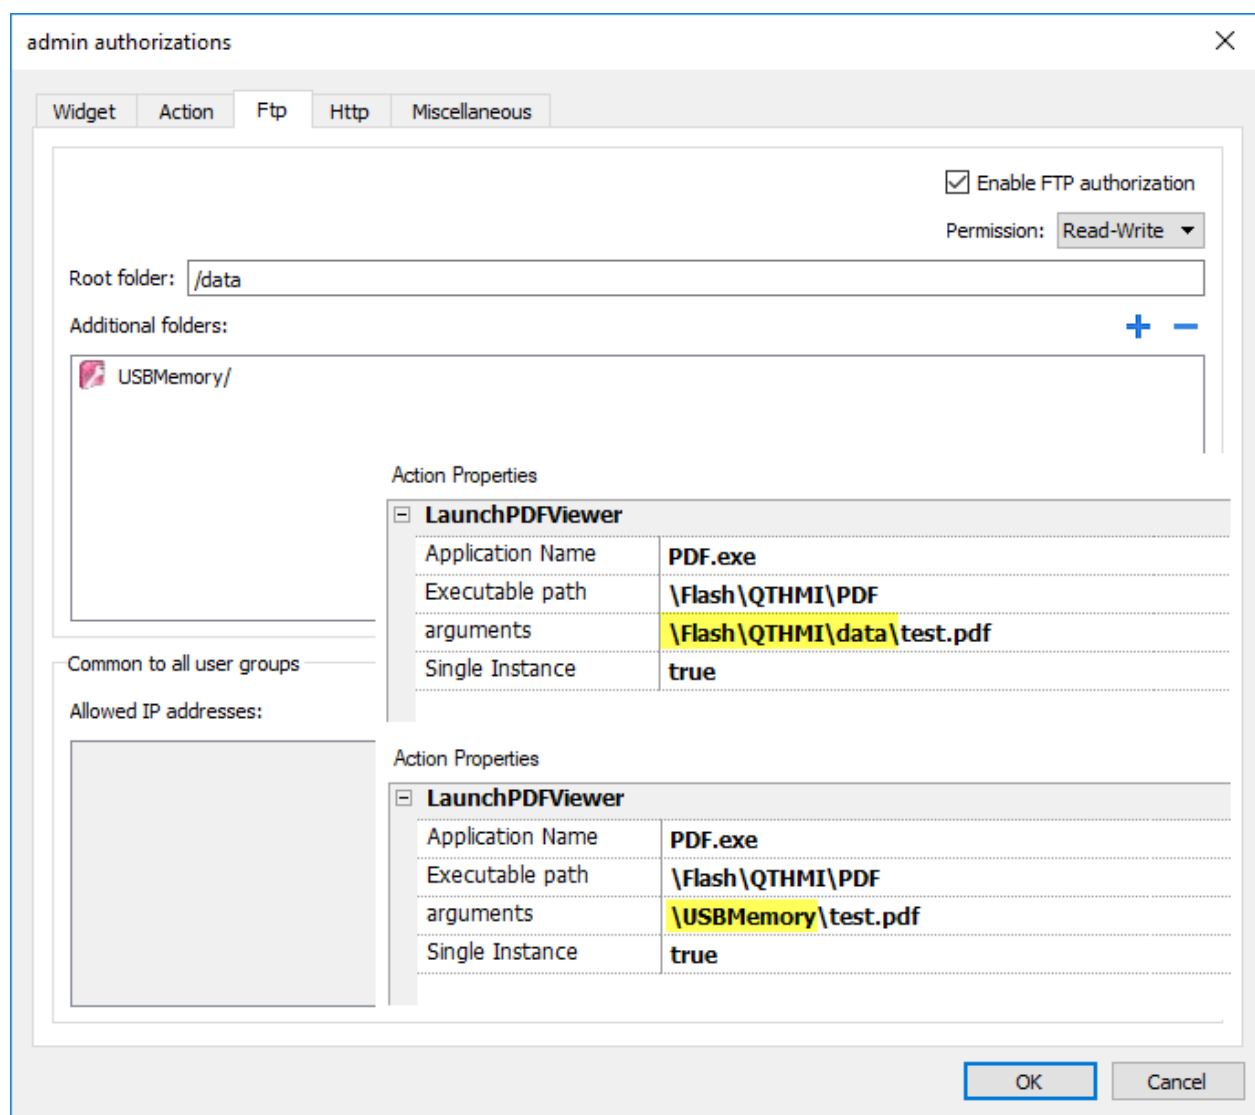 admin authorizations
Widget Action Ftp Http Miscellaneous
Enable FTP authorization
Permission: Read-Write
Root folder: /data
Additional folders:
USBMemory/
Action Properties
LaunchPDFViewer
Application Name PDF.exe
Executable path \Flash\QTHMI\PDF
arguments \Flash\QTHMI\data\test.pdf
Single Instance true
Common to all user groups
Allowed IP addresses:
Action Properties
LaunchPDFViewer
Application Name PDF.exe
Executable path \Flash\QTHMI\PDF
arguments \USBMemory\test.pdf
Single Instance true
OK Cancel